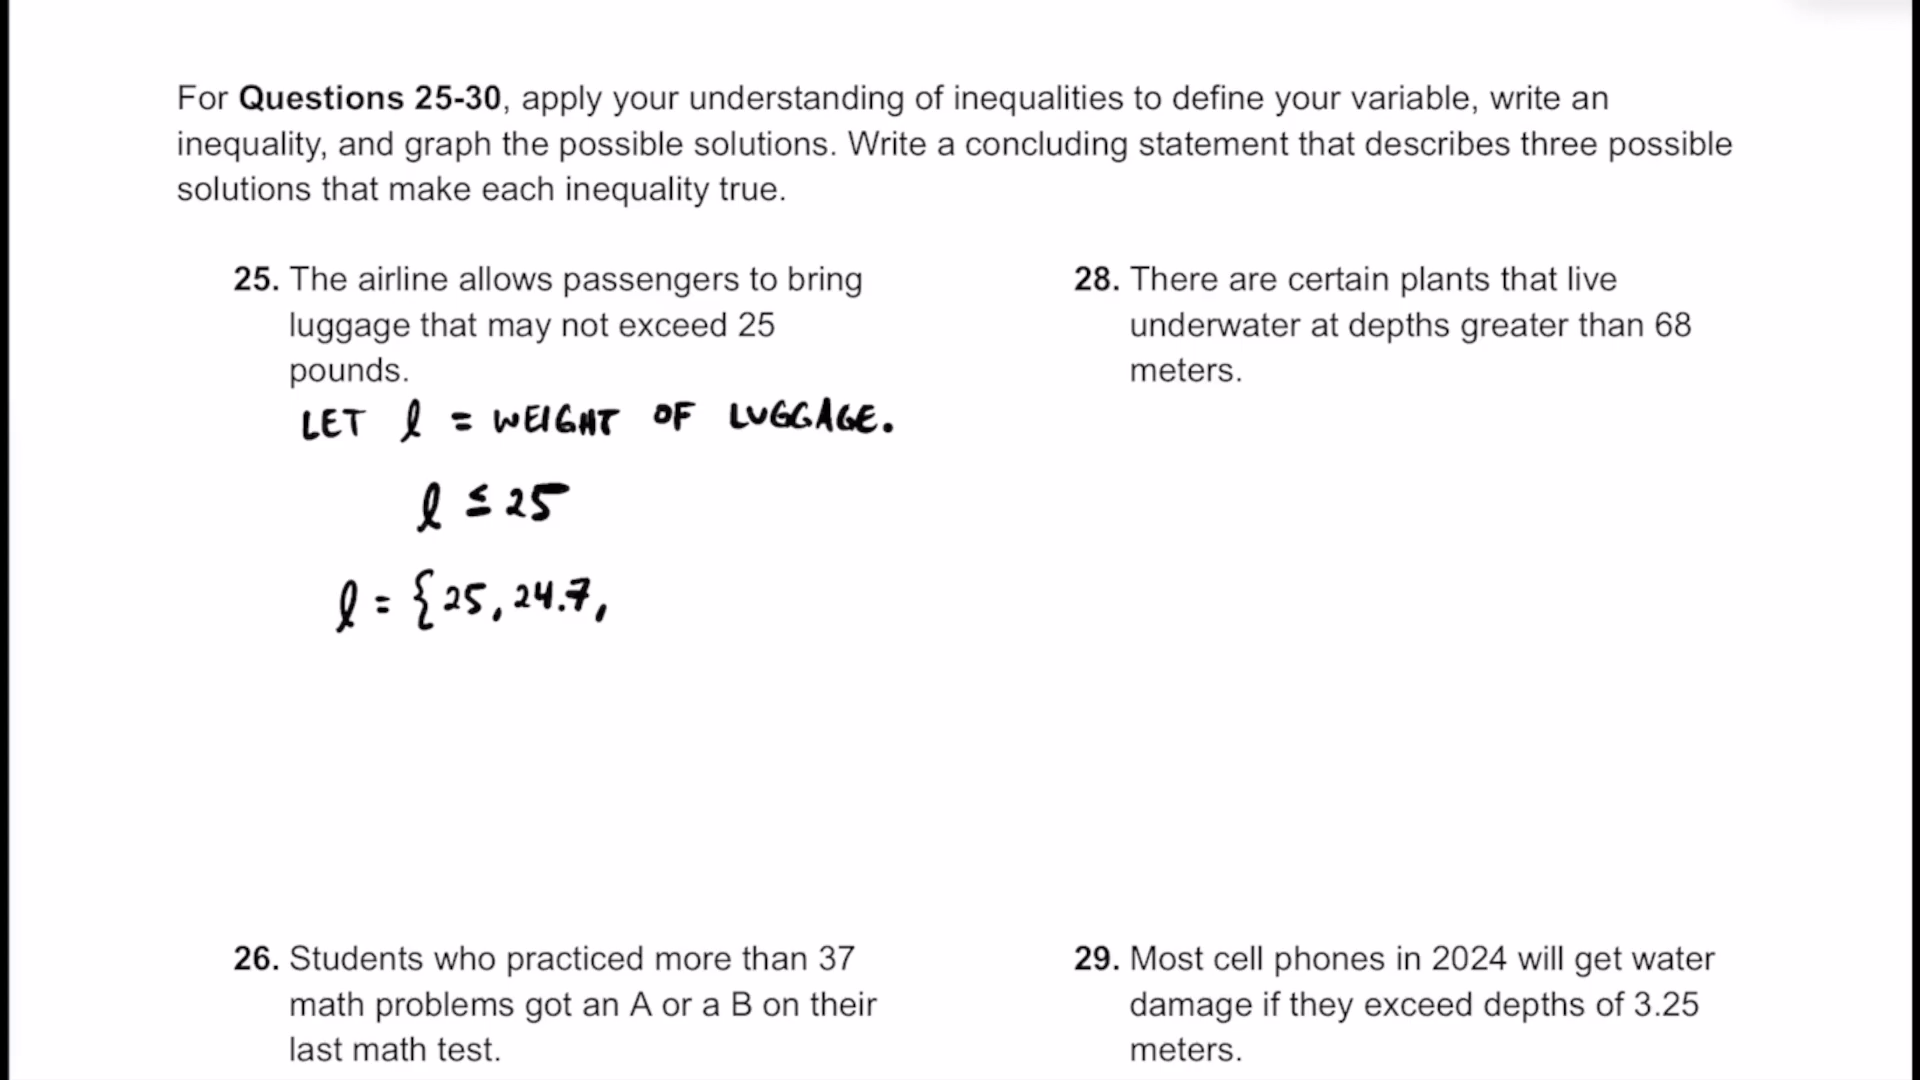 For Questions 25-30, apply your understanding of inequalities to define your variable, write an
inequality, and graph the possible solutions. Write a concluding statement that describes three possible
solutions that make each inequality true.
25. The airline allows passengers to bring
luggage that may not exceed 25
pounds.
LET l = WEIGHT OF LUGGAGE.
l ≤ 25
l = {25, 24.7,
26. Students who practiced more than 37
math problems got an A or a B on their
last math test.
28. There are certain plants that live
underwater at depths greater than 68
meters.
29. Most cell phones in 2024 will get water
damage if they exceed depths of 3.25
meters.